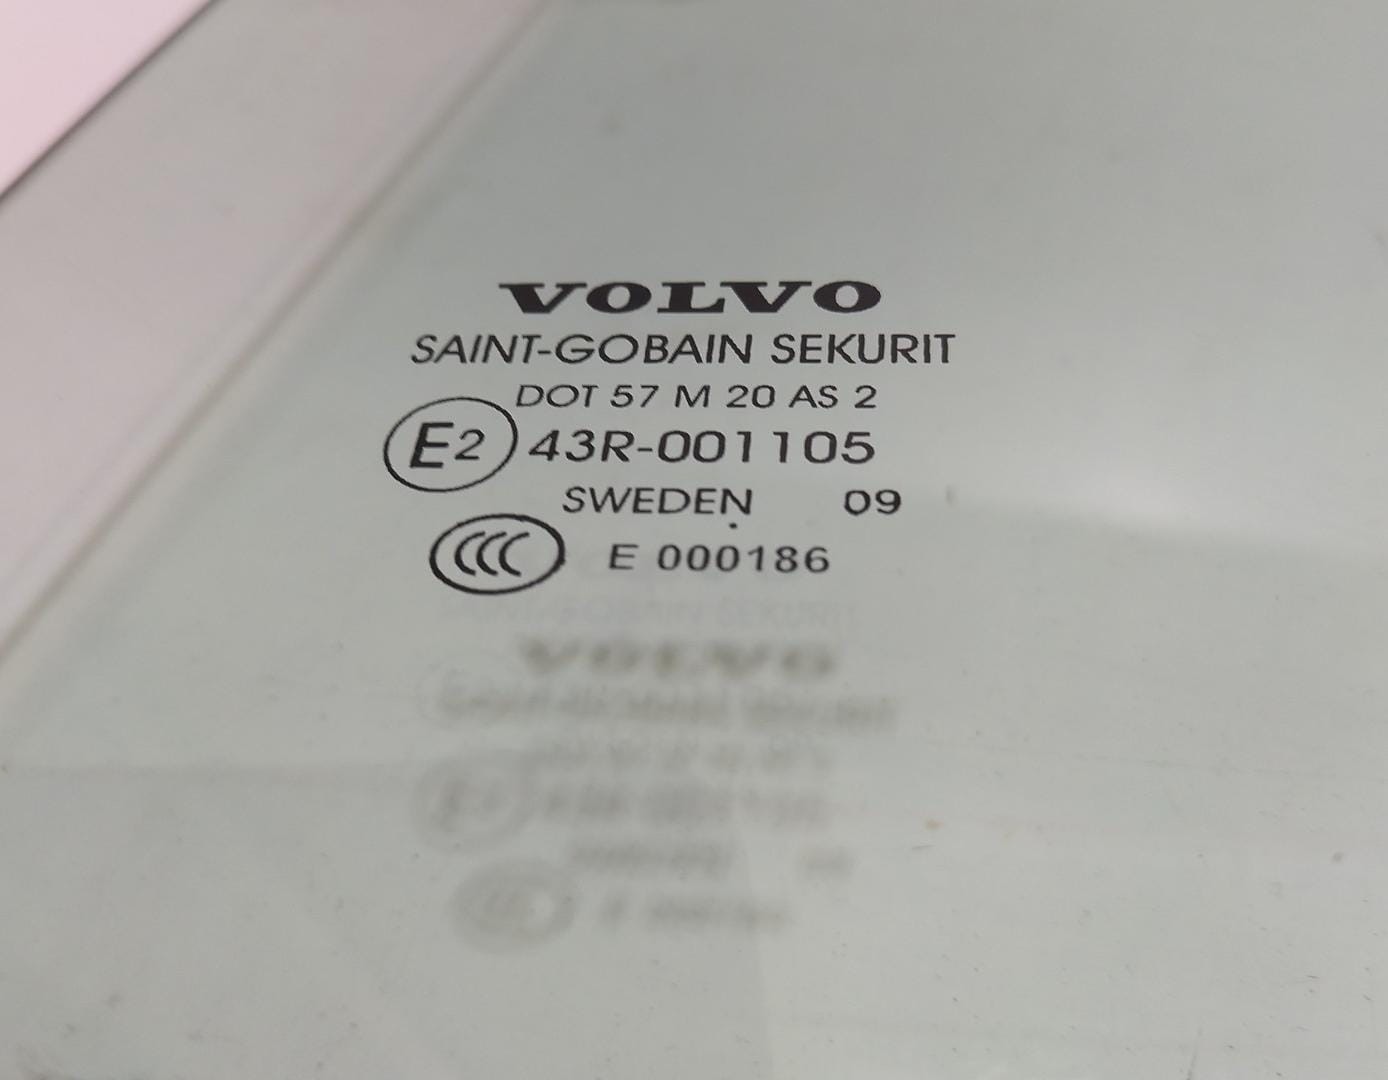 VOLVO
SAINT-GOBAIN SEKURIT
DOT 57 M 20 AS 2
E2 43R-001105
SWEDEN 09
CCC E 000186